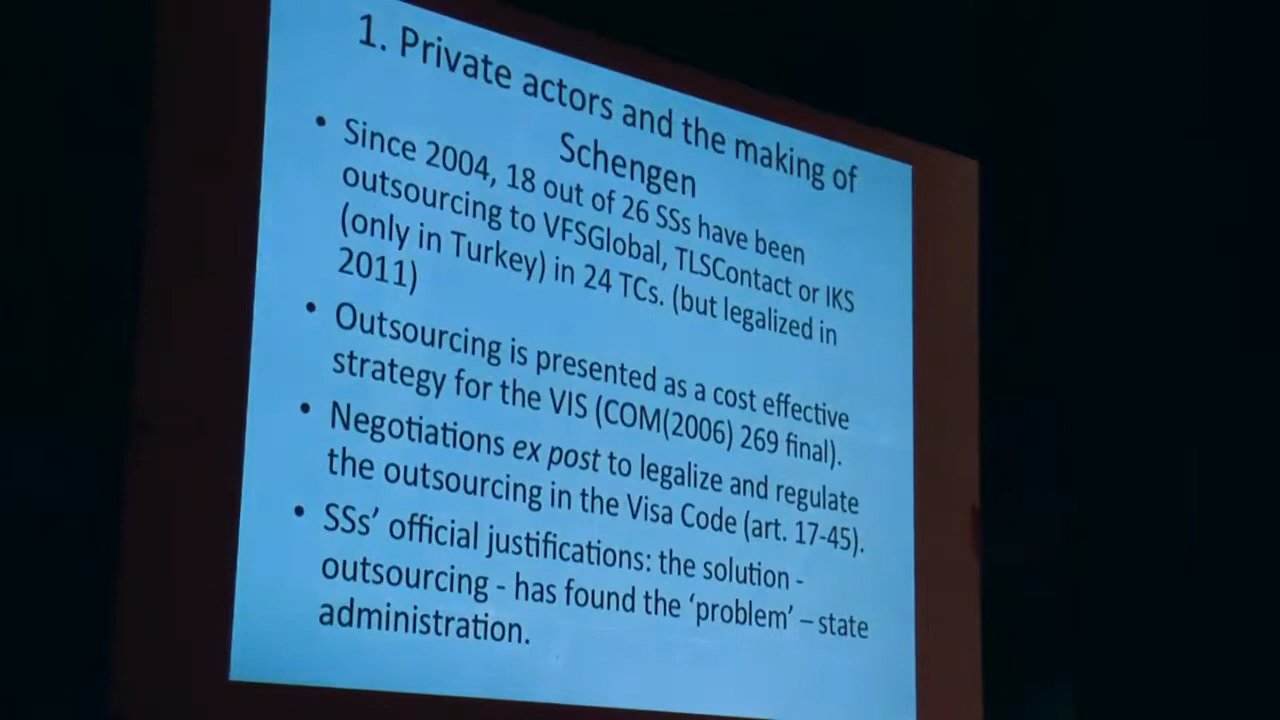 1. Private actors and the making of
Schengen
• Since 2004, 18 out of 26 SSs have been
outsourcing to VFSGlobal, TLSContact or IKS
(only in Turkey) in 24 TCs. (but legalized in
2011)
• Outsourcing is presented as a cost effective
strategy for the VIS (COM(2006) 269 final).
• Negotiations ex post to legalize and regulate
the outsourcing in the Visa Code (art. 17-45).
• SSs’ official justifications: the solution -
outsourcing - has found the ‘problem’ – state
administration.